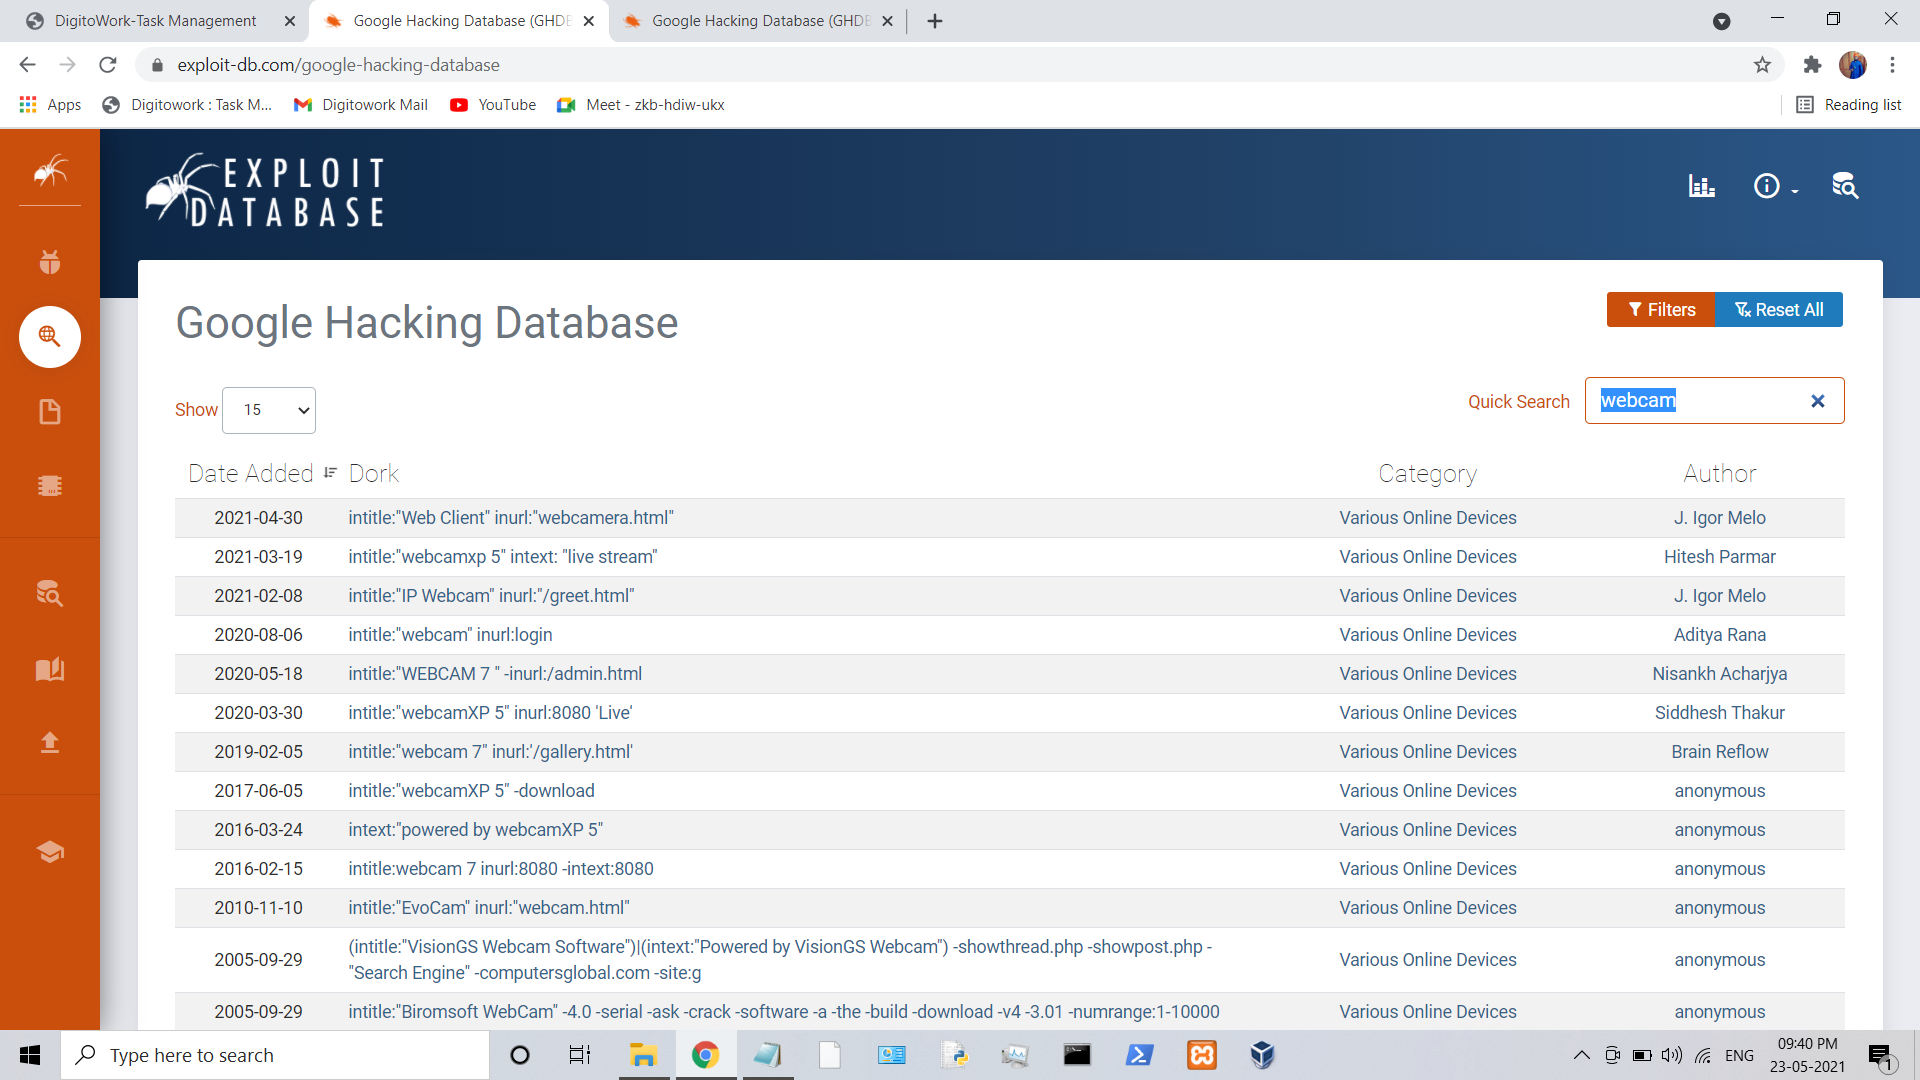 DigitoWork-Task Management
Google Hacking Database (GHDB
Google Hacking Database (GHDB
exploit-db.com/google-hacking-database
Apps
Digitowork : Task M...
Digitowork Mail
YouTube
Meet - zkb-hdiw-ukx
Reading list
EXPLOIT
DATABASE
Google Hacking Database
Filters
Reset All
Show 15
Quick Search webcam
Date Added Dork Category Author
2021-04-30 intitle:"Web Client" inurl:"webcamera.html" Various Online Devices J. Igor Melo
2021-03-19 intitle:"webcamxp 5" intext: "live stream" Various Online Devices Hitesh Parmar
2021-02-08 intitle:"IP Webcam" inurl:"/greet.html" Various Online Devices J. Igor Melo
2020-08-06 intitle:"webcam" inurl:login Various Online Devices Aditya Rana
2020-05-18 intitle:"WEBCAM 7 " -inurl:/admin.html Various Online Devices Nisankh Acharjya
2020-03-30 intitle:"webcamXP 5" inurl:8080 'Live' Various Online Devices Siddhesh Thakur
2019-02-05 intitle:"webcam 7" inurl:'/gallery.html' Various Online Devices Brain Reflow
2017-06-05 intitle:"webcamXP 5" -download Various Online Devices anonymous
2016-03-24 intext:"powered by webcamXP 5" Various Online Devices anonymous
2016-02-15 intitle:webcam 7 inurl:8080 -intext:8080 Various Online Devices anonymous
2010-11-10 intitle:"EvoCam" inurl:"webcam.html" Various Online Devices anonymous
2005-09-29 (intitle:"VisionGS Webcam Software")|(intext:"Powered by VisionGS Webcam") -showthread.php -showpost.php -
"Search Engine" -computersglobal.com -site:g Various Online Devices anonymous
2005-09-29 intitle:"Biromsoft WebCam" -4.0 -serial -ask -crack -software -a -the -build -download -v4 -3.01 -numrange:1-10000 Various Online Devices anonymous
Type here to search
ENG
09:40 PM
23-05-2021
1